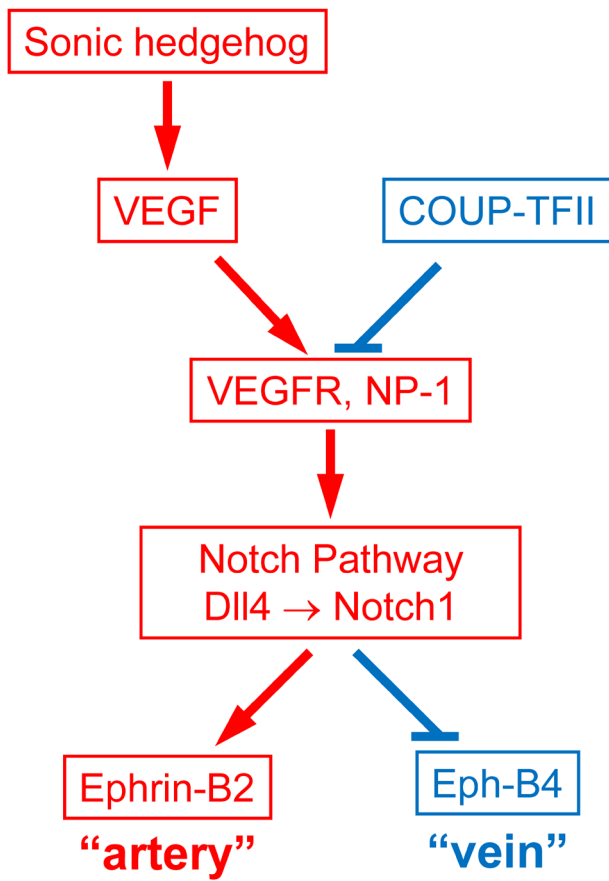 Sonic hedgehog
VEGF
COUP-TFII
VEGFR, NP-1
Notch Pathway
Dll4 → Notch1
Ephrin-B2
Eph-B4
“artery”
“vein”